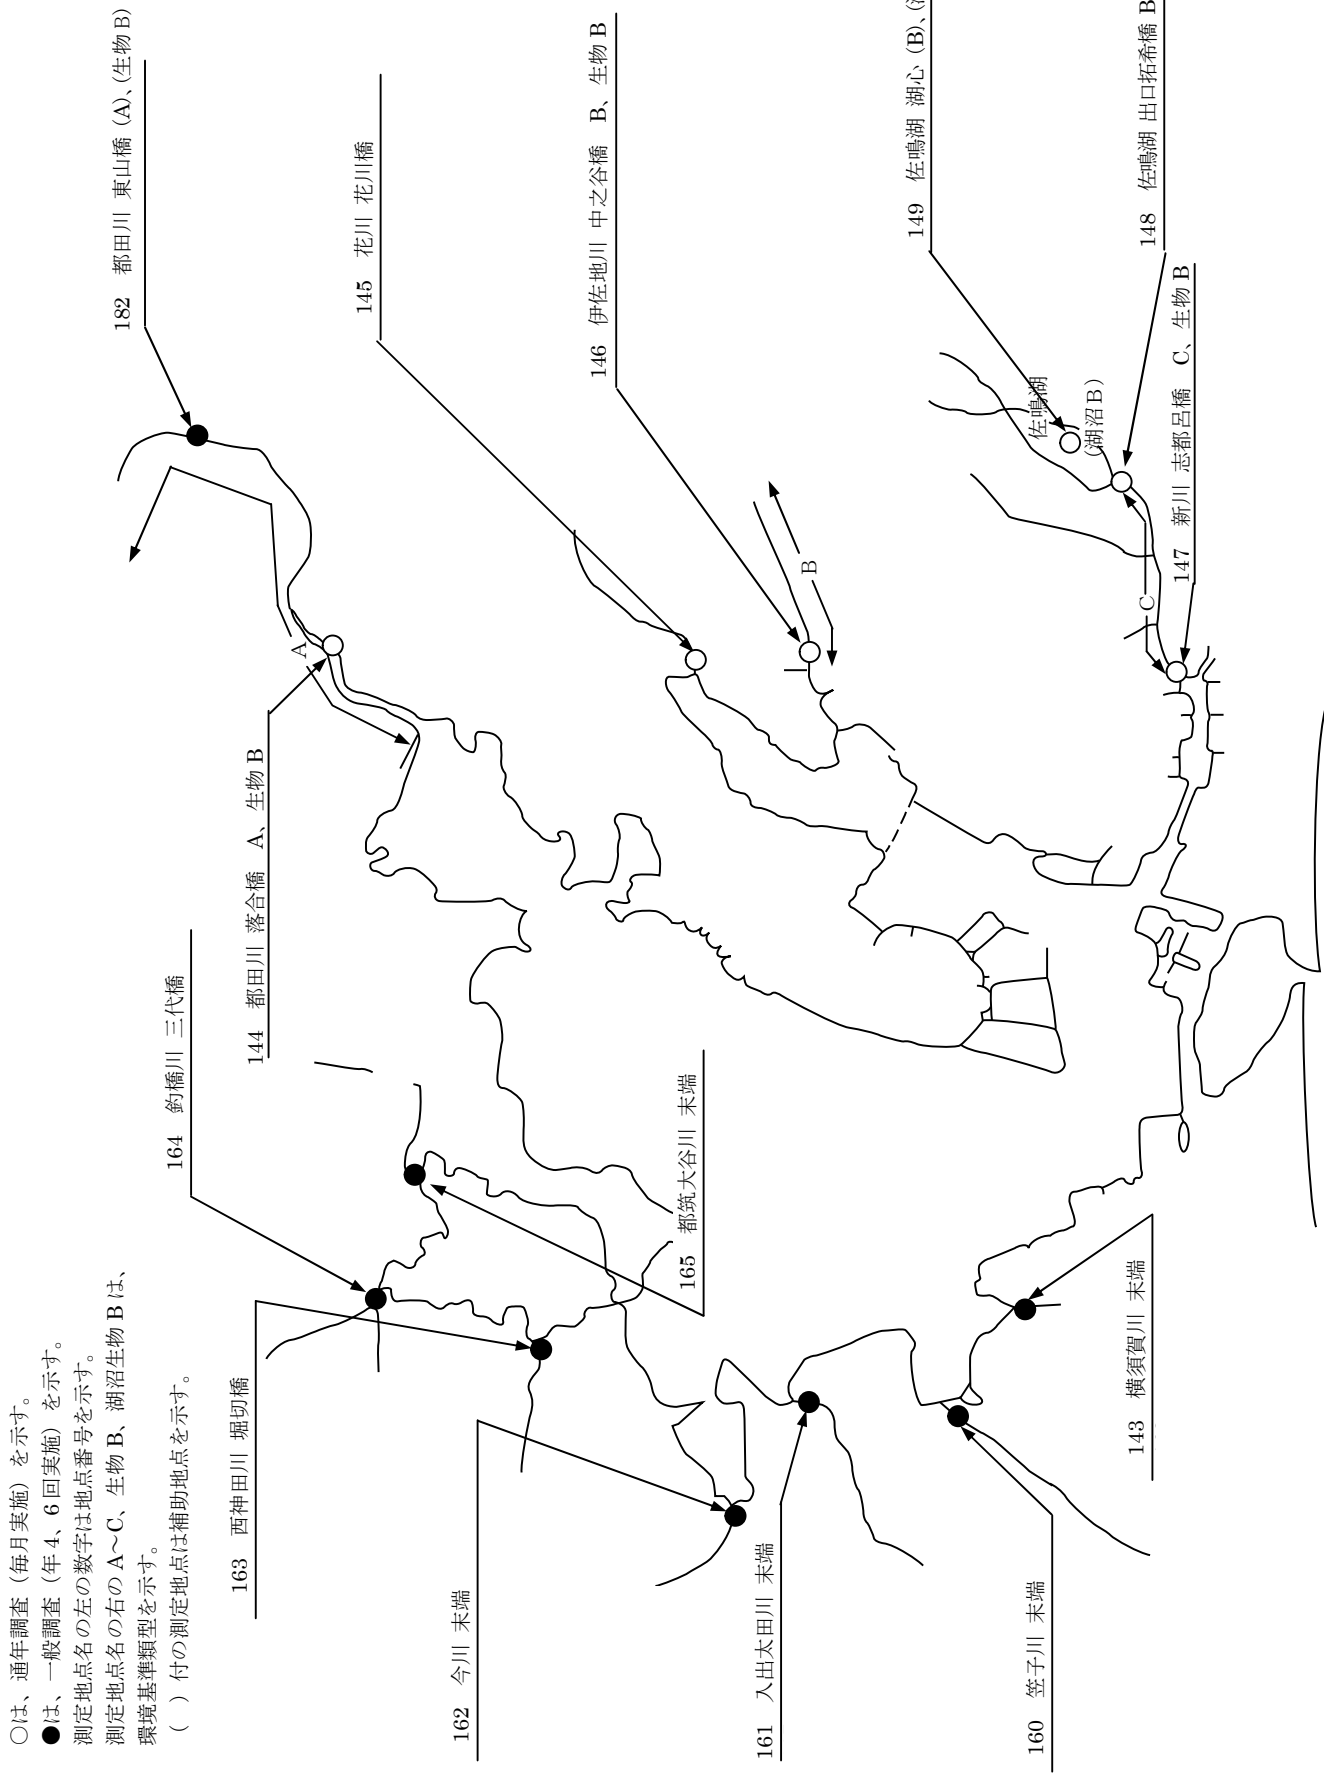 ○は、通年調査（毎月実施）を示す。
●は、一般調査（年４、６回実施）を示す。
測定地点名の左の数字は地点番号を示す。
測定地点名の右の A～C、生物 B、湖沼生物 B は、
環境基準類型を示す。
（　）付の測定地点は補助地点を示す。
182　都田川 東山橋（A）、（生物 B）
145　花川 花川橋
146　伊佐地川 中之谷橋　B、生物 B
149　佐鳴湖 湖心（B）、
148　佐鳴湖 出口拓希橋 B
147　新川 志都呂橋　C、生物 B
佐鳴湖
（湖沼Ｂ）
A
B
C
144　都田川 落合橋　A、生物 B
164　釣橋川 三代橋
165　都筑大谷川 末端
163　西神田川 堀切橋
162　今川 末端
161　入出太田川 末端
160　笠子川 末端
143　横須賀川 末端